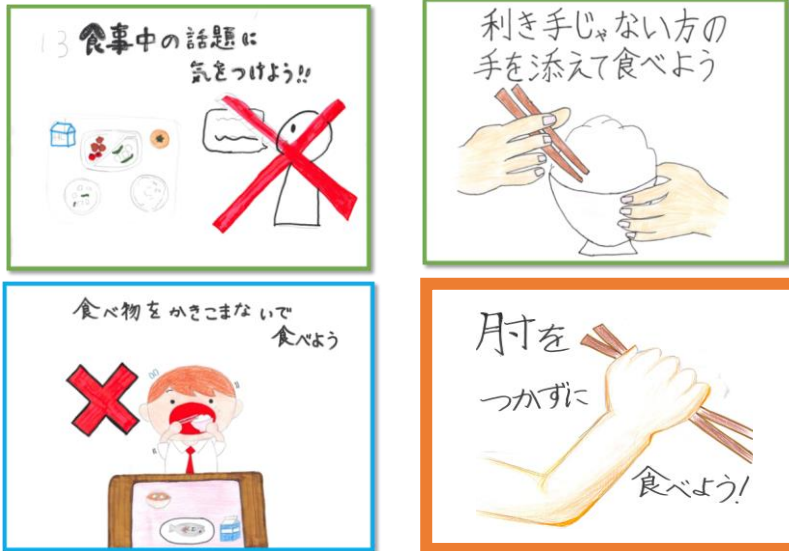 13 食事中の話題に
気をつけよう!!
利き手じゃない方の
手を添えて食べよう
食べ物をかきこまないで
食べよう
肘を
つかずに
食べよう!